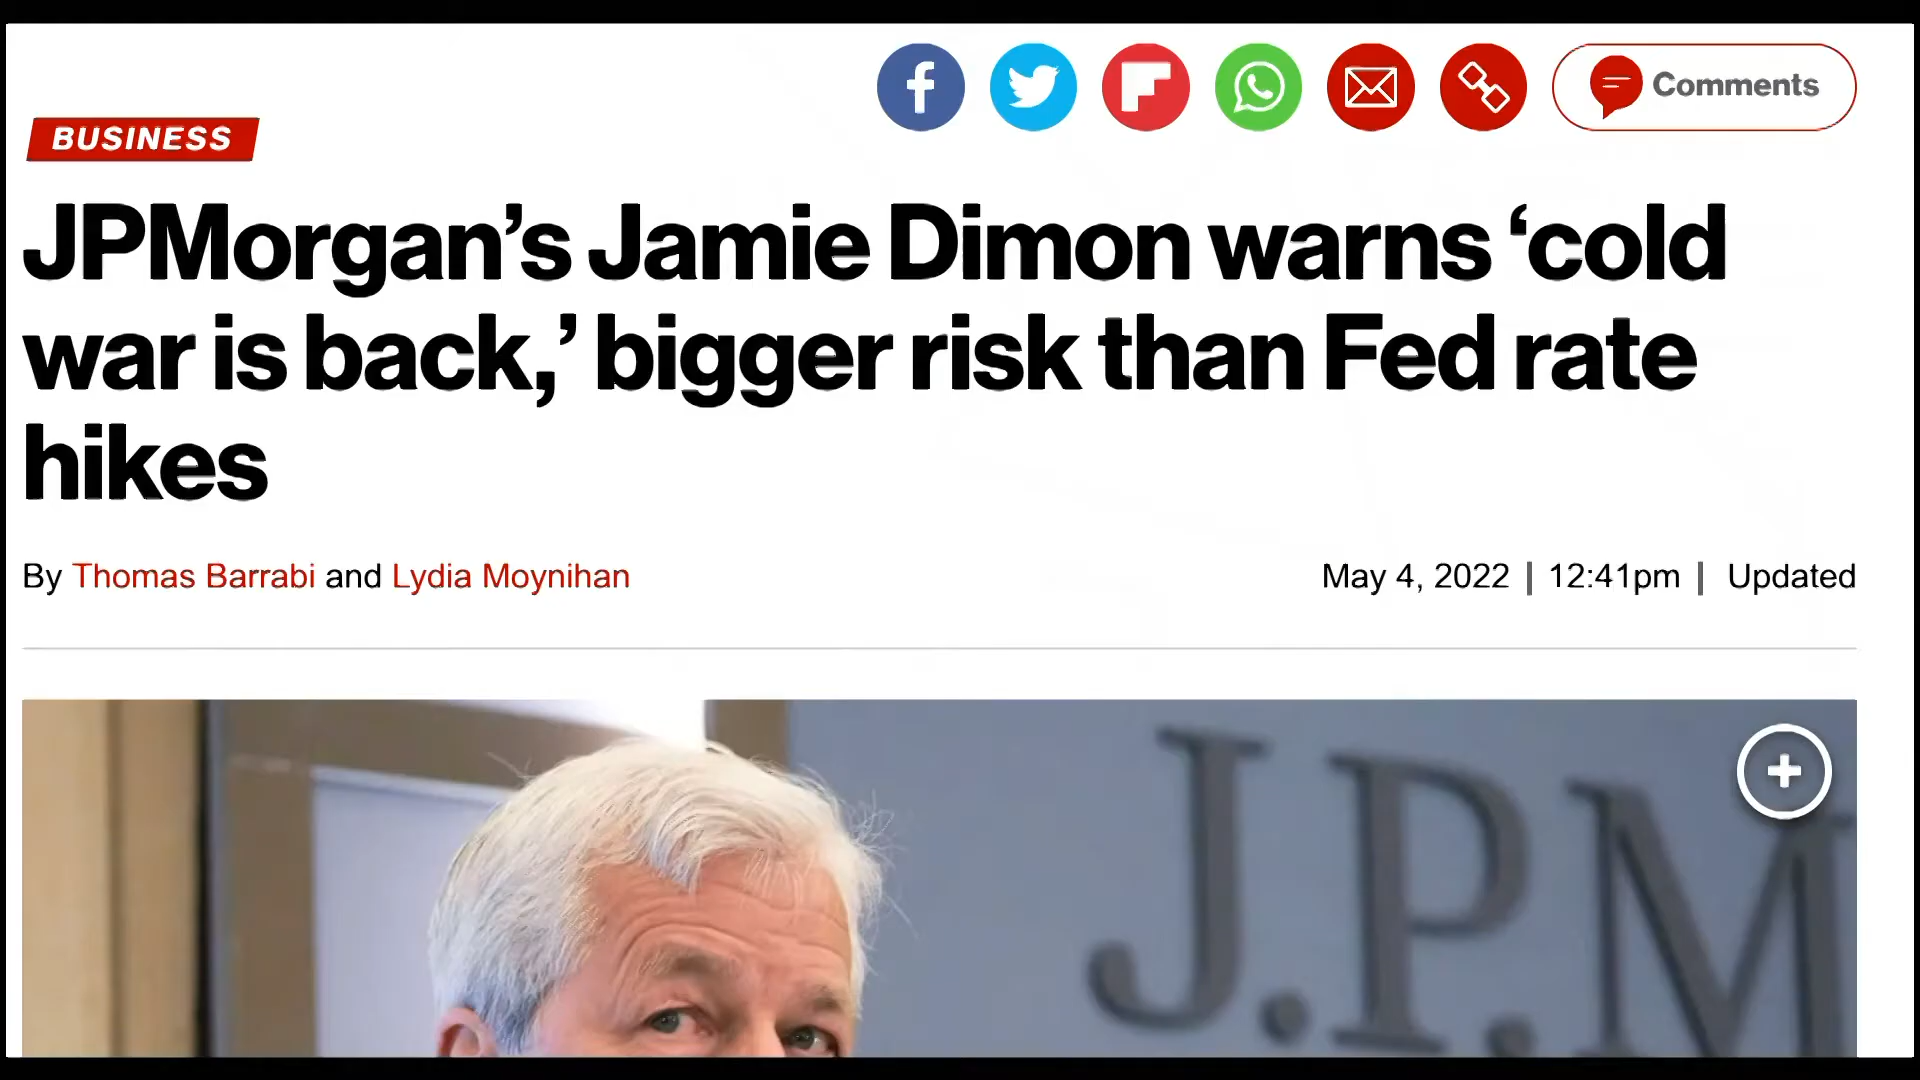 Comments
BUSINESS
JPMorgan’s Jamie Dimon warns ‘cold
war is back,’ bigger risk than Fed rate
hikes
By Thomas Barrabi and Lydia Moynihan
May 4, 2022 | 12:41pm | Updated
J.P.M